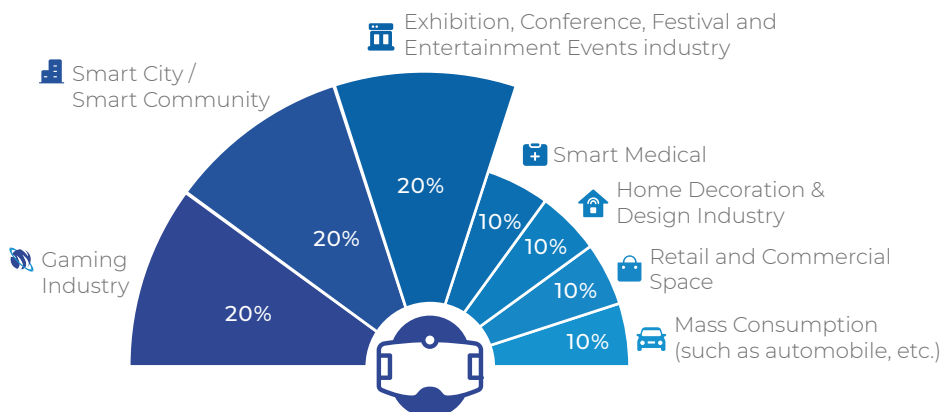 Exhibition, Conference, Festival and
Entertainment Events industry
Smart City /
Smart Community
Smart Medical
20%
Home Decoration &
Design Industry
10%
20%
10%
Gaming
Industry
Retail and Commercial
Space
10%
20%
Mass Consumption
(such as automobile, etc.)
10%